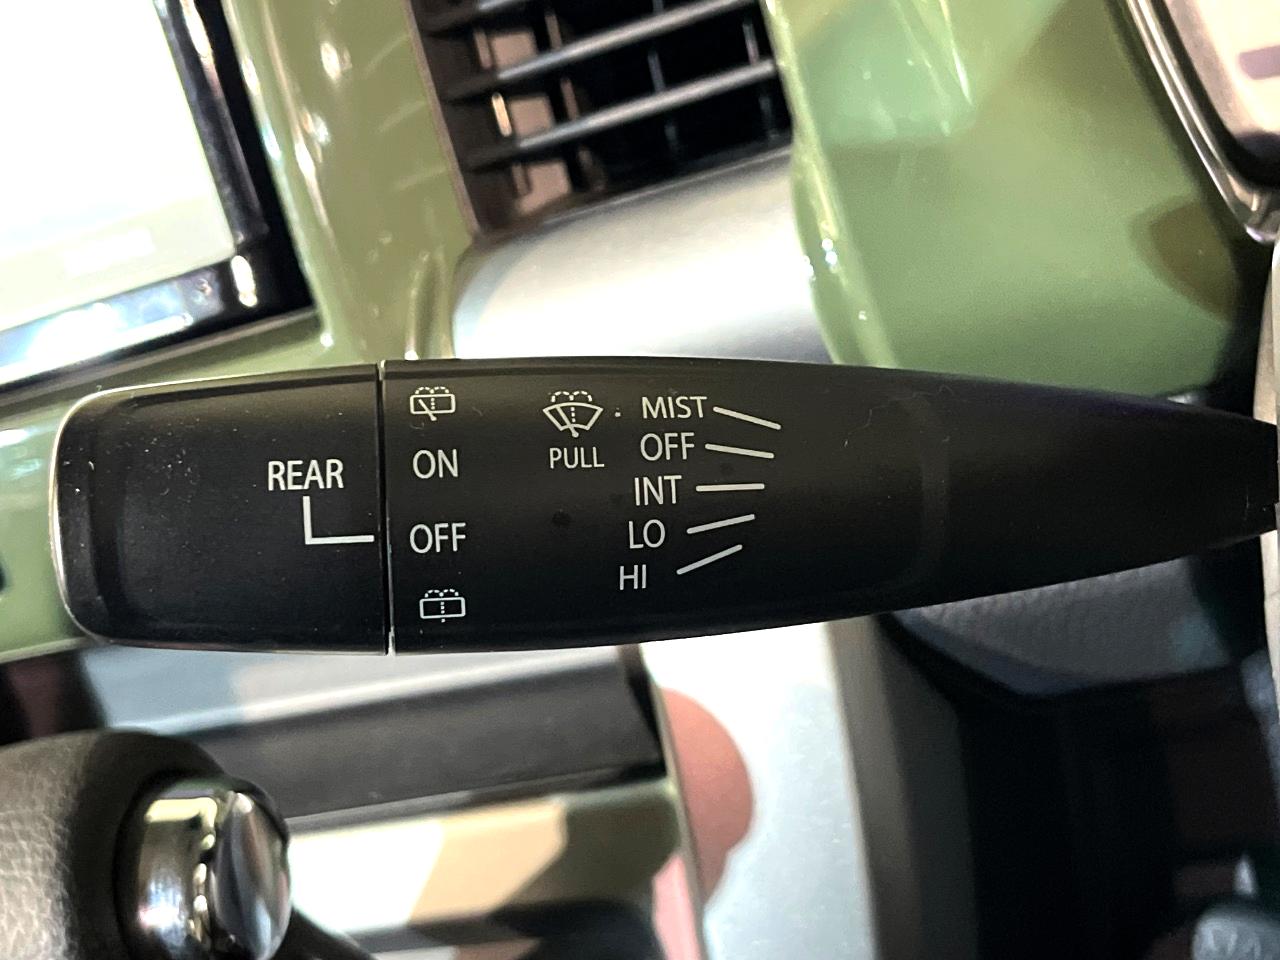 REAR
ON
OFF
PULL
MIST
OFF
INT
LO
HI